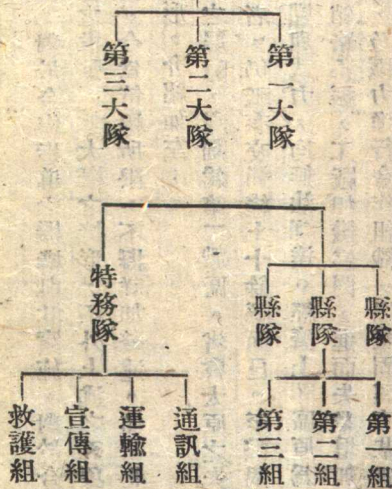 第一大隊
第二大隊
第三大隊
縣隊
縣隊
縣隊
特務隊
第一組
第二組
第三組
通訊組
運輸組
宣傳組
救護組